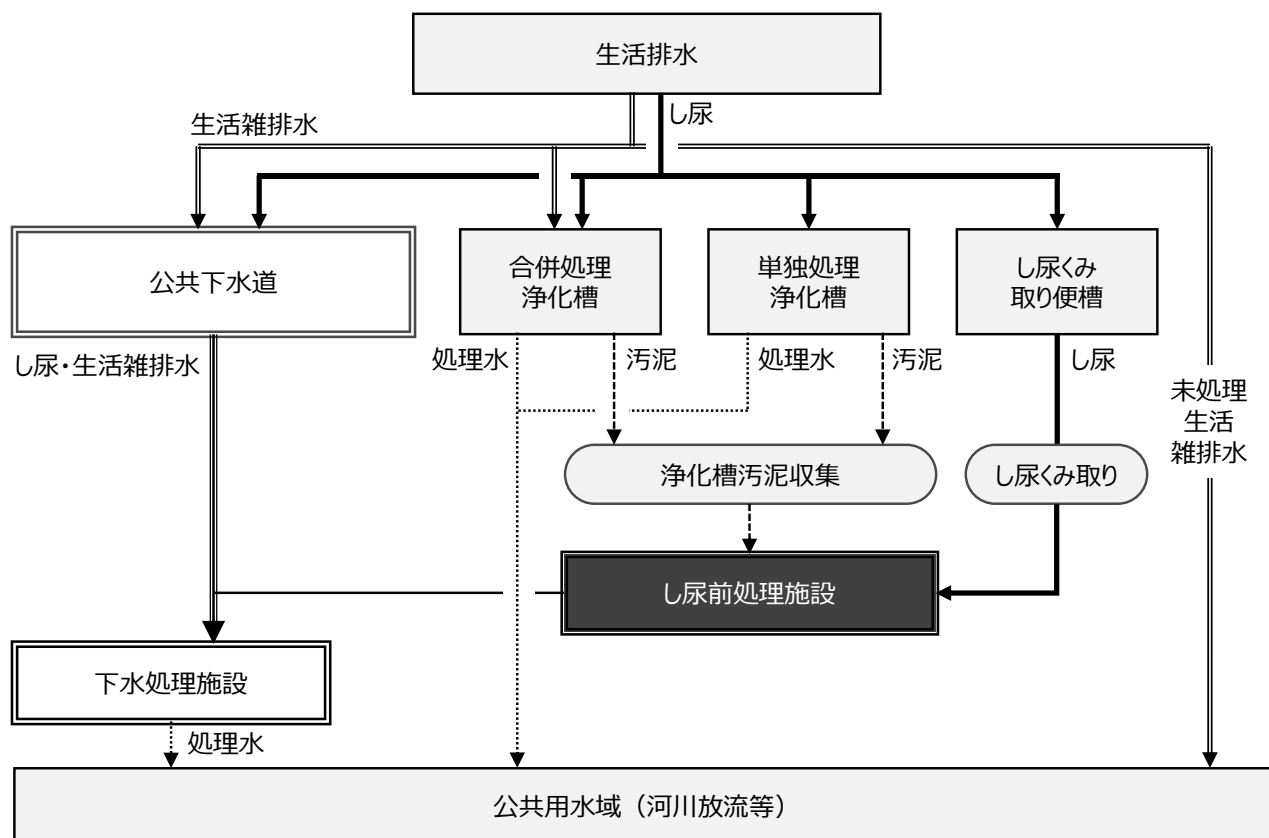 生活排水
し尿
生活雑排水
公共下水道
合併処理
浄化槽
単独処理
浄化槽
し尿くみ
取り便槽
し尿・生活雑排水
処理水
汚泥
処理水
汚泥
し尿
未処理
生活
雑排水
浄化槽汚泥収集
し尿くみ取り
し尿前処理施設
下水処理施設
処理水
公共用水域（河川放流等）